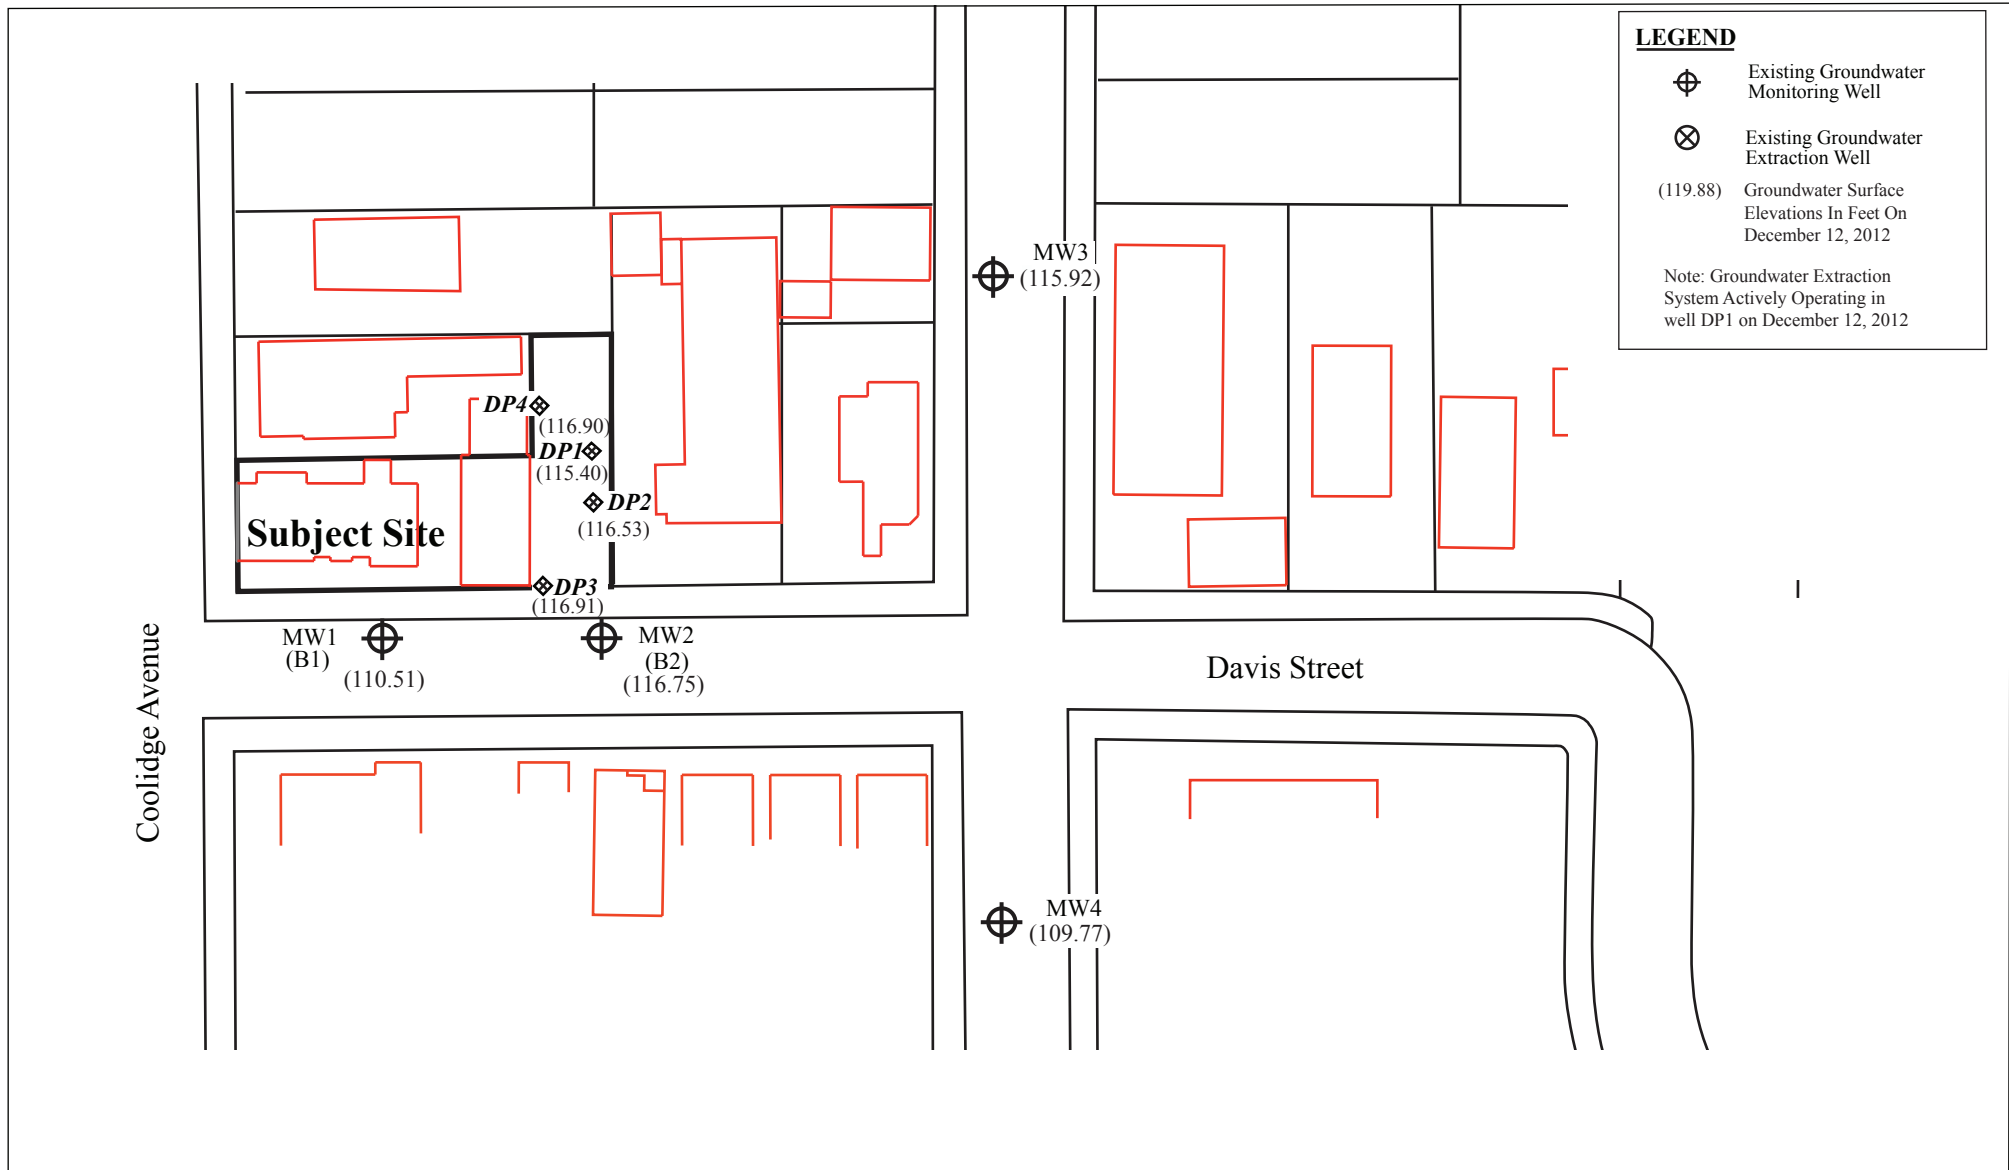 LEGEND
Existing Groundwater
Monitoring Well
Existing Groundwater
Extraction Well
(119.88) Groundwater Surface
Elevations In Feet On
December 12, 2012
Note: Groundwater Extraction
System Actively Operating in
well DP1 on December 12, 2012
MW3
(115.92)
DP4
(116.90)
DP1
(115.40)
DP2
(116.53)
Subject Site
DP3
(116.91)
MW1
(B1)
(110.51)
MW2
(B2)
(116.75)
Davis Street
Coolidge Avenue
MW4
(109.77)